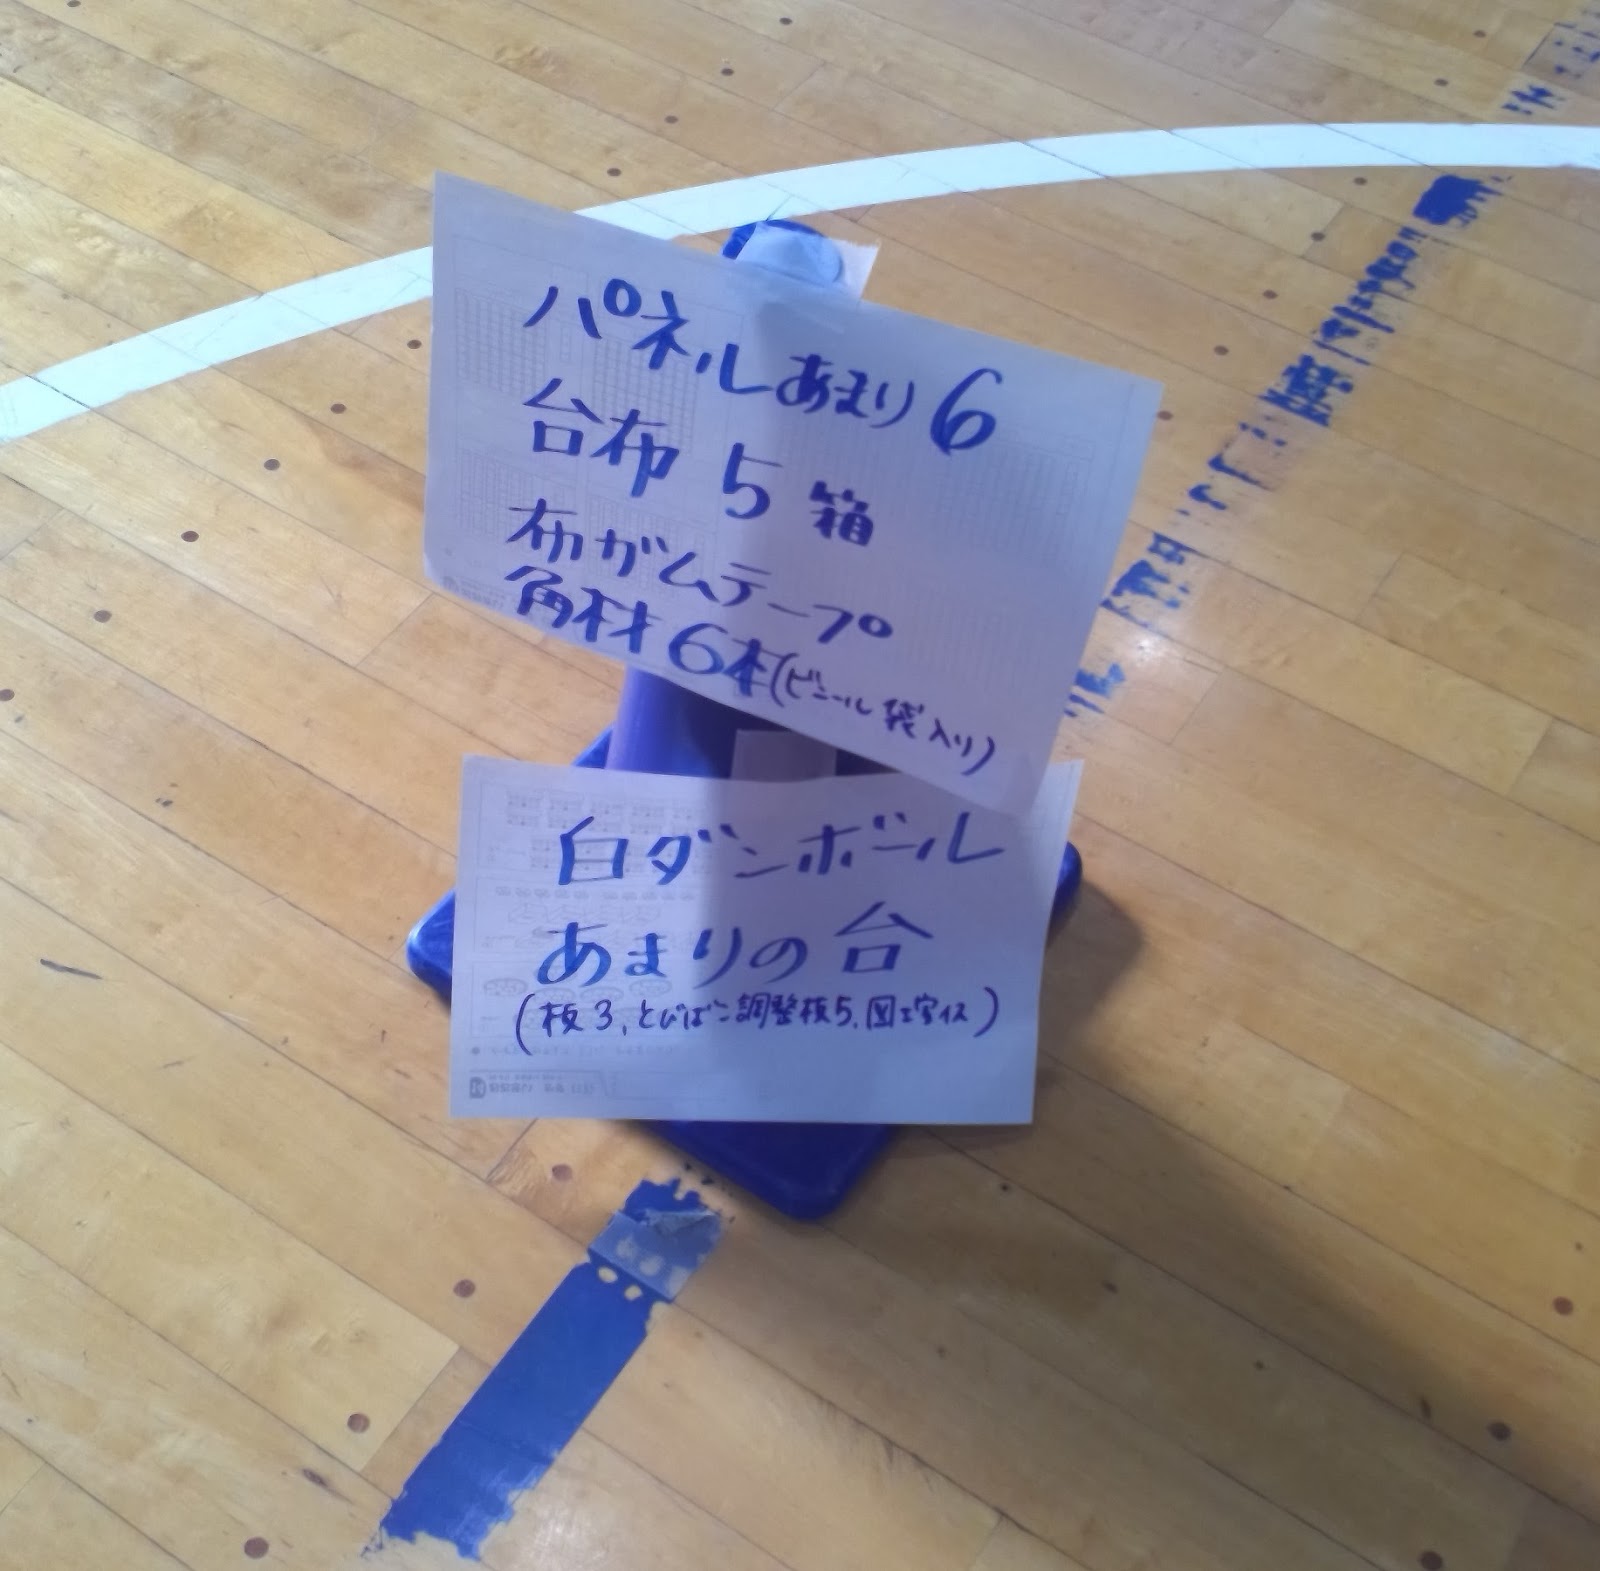 パネルあまり6
台布 5箱
布ガムテープ
角材6本(ビニール袋入り)
白ダンボール
あまりの台
(板3、とびばこ調整板5、図工室イス)